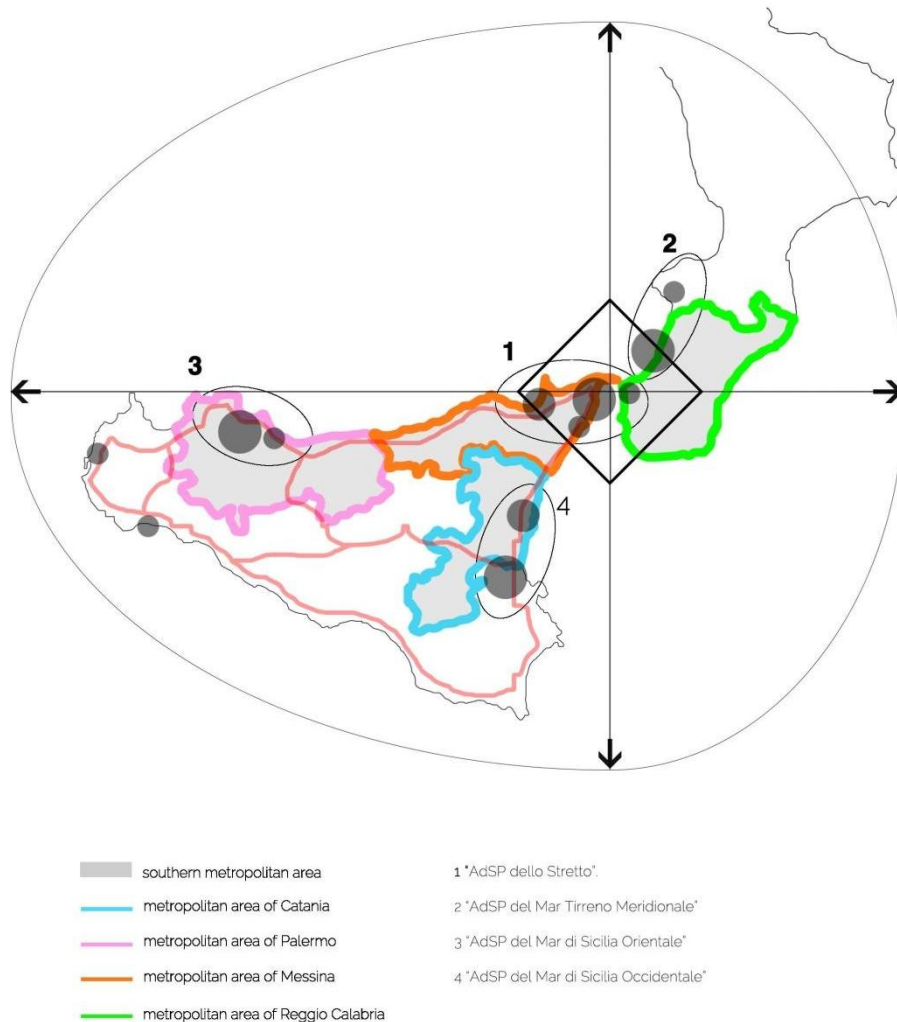 2
1
3
4
southern metropolitan area
metropolitan area of Catania
metropolitan area of Palermo
metropolitan area of Messina
metropolitan area of Reggio Calabria
1 "AdSP dello Stretto".
2 "AdSP del Mar Tirreno Meridionale"
3 "AdSP del Mar di Sicilia Orientale"
4 "AdSP del Mar di Sicilia Occidentale"